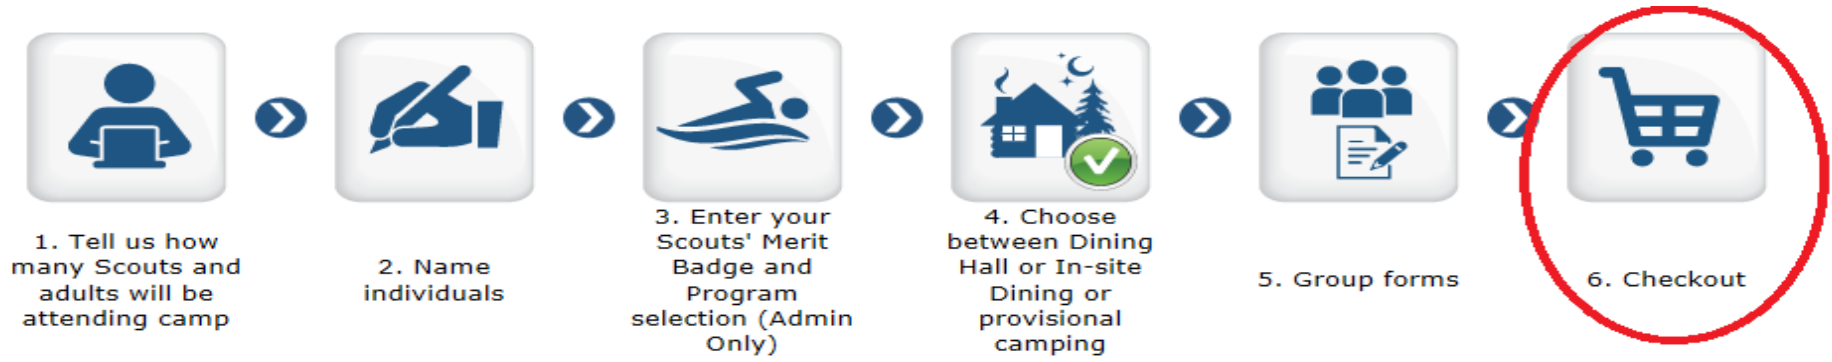 1. Tell us how
many Scouts and
adults will be
attending camp
2. Name
individuals
3. Enter your
Scouts' Merit
Badge and
Program
selection (Admin
Only)
4. Choose
between Dining
Hall or In-site
Dining or
provisional
camping
5. Group forms
6. Checkout